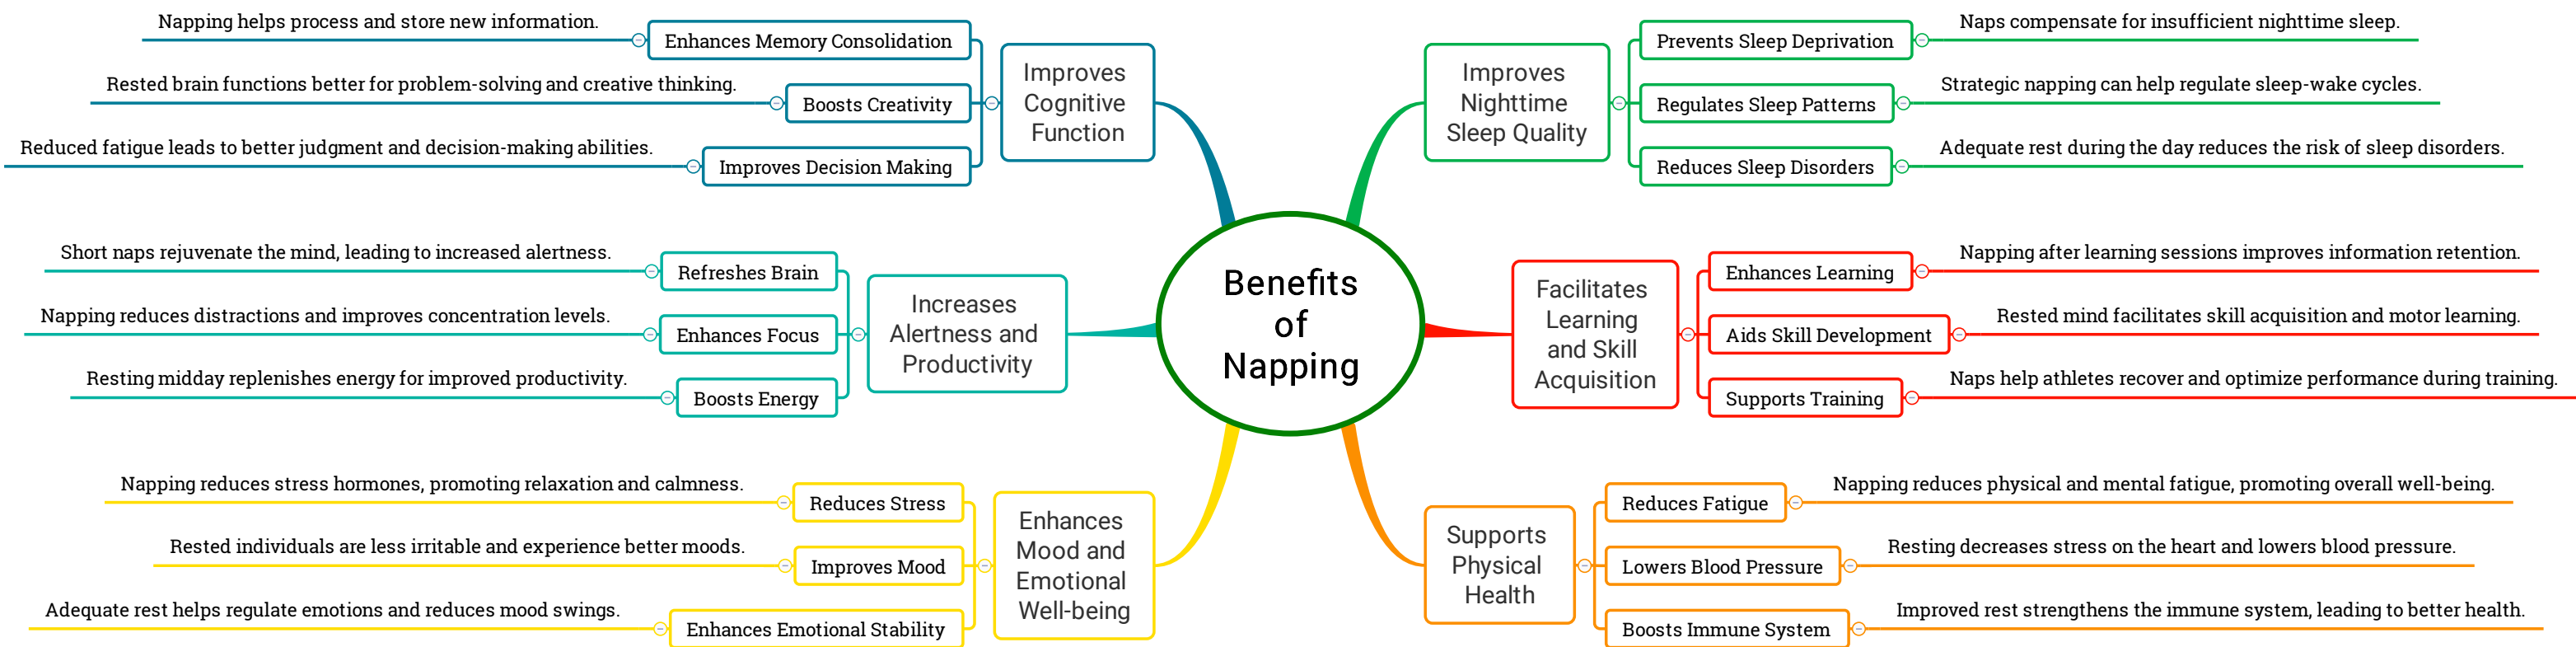 Benefits
of
Napping
Improves
Cognitive
Function
Enhances Memory Consolidation
Napping helps process and store new information.
Boosts Creativity
Rested brain functions better for problem-solving and creative thinking.
Improves Decision Making
Reduced fatigue leads to better judgment and decision-making abilities.
Increases
Alertness and
Productivity
Refreshes Brain
Short naps rejuvenate the mind, leading to increased alertness.
Enhances Focus
Napping reduces distractions and improves concentration levels.
Boosts Energy
Resting midday replenishes energy for improved productivity.
Enhances
Mood and
Emotional
Well-being
Reduces Stress
Napping reduces stress hormones, promoting relaxation and calmness.
Improves Mood
Rested individuals are less irritable and experience better moods.
Enhances Emotional Stability
Adequate rest helps regulate emotions and reduces mood swings.
Improves
Nighttime
Sleep Quality
Prevents Sleep Deprivation
Naps compensate for insufficient nighttime sleep.
Regulates Sleep Patterns
Strategic napping can help regulate sleep-wake cycles.
Reduces Sleep Disorders
Adequate rest during the day reduces the risk of sleep disorders.
Facilitates
Learning
and Skill
Acquisition
Enhances Learning
Napping after learning sessions improves information retention.
Aids Skill Development
Rested mind facilitates skill acquisition and motor learning.
Supports Training
Naps help athletes recover and optimize performance during training.
Supports
Physical
Health
Reduces Fatigue
Napping reduces physical and mental fatigue, promoting overall well-being.
Lowers Blood Pressure
Resting decreases stress on the heart and lowers blood pressure.
Boosts Immune System
Improved rest strengthens the immune system, leading to better health.